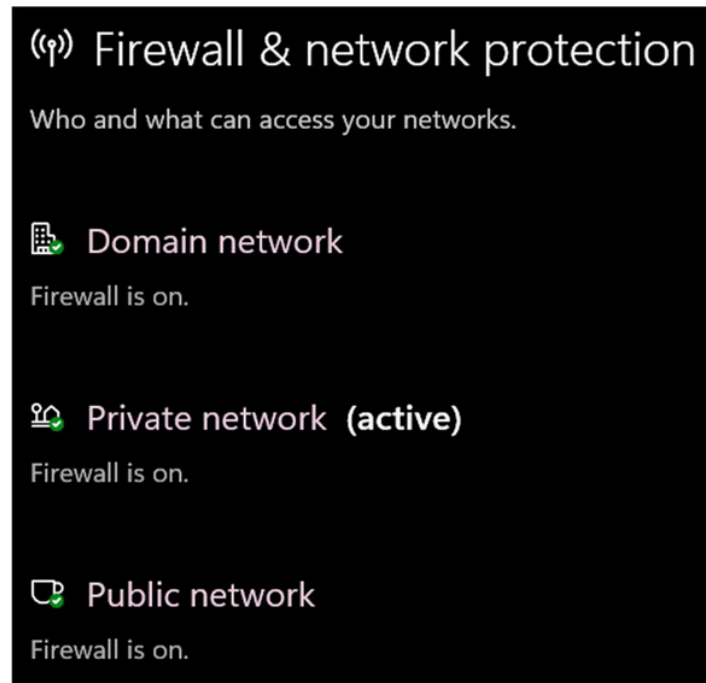 Firewall & network protection
Who and what can access your networks.
Domain network
Firewall is on.
Private network (active)
Firewall is on.
Public network
Firewall is on.